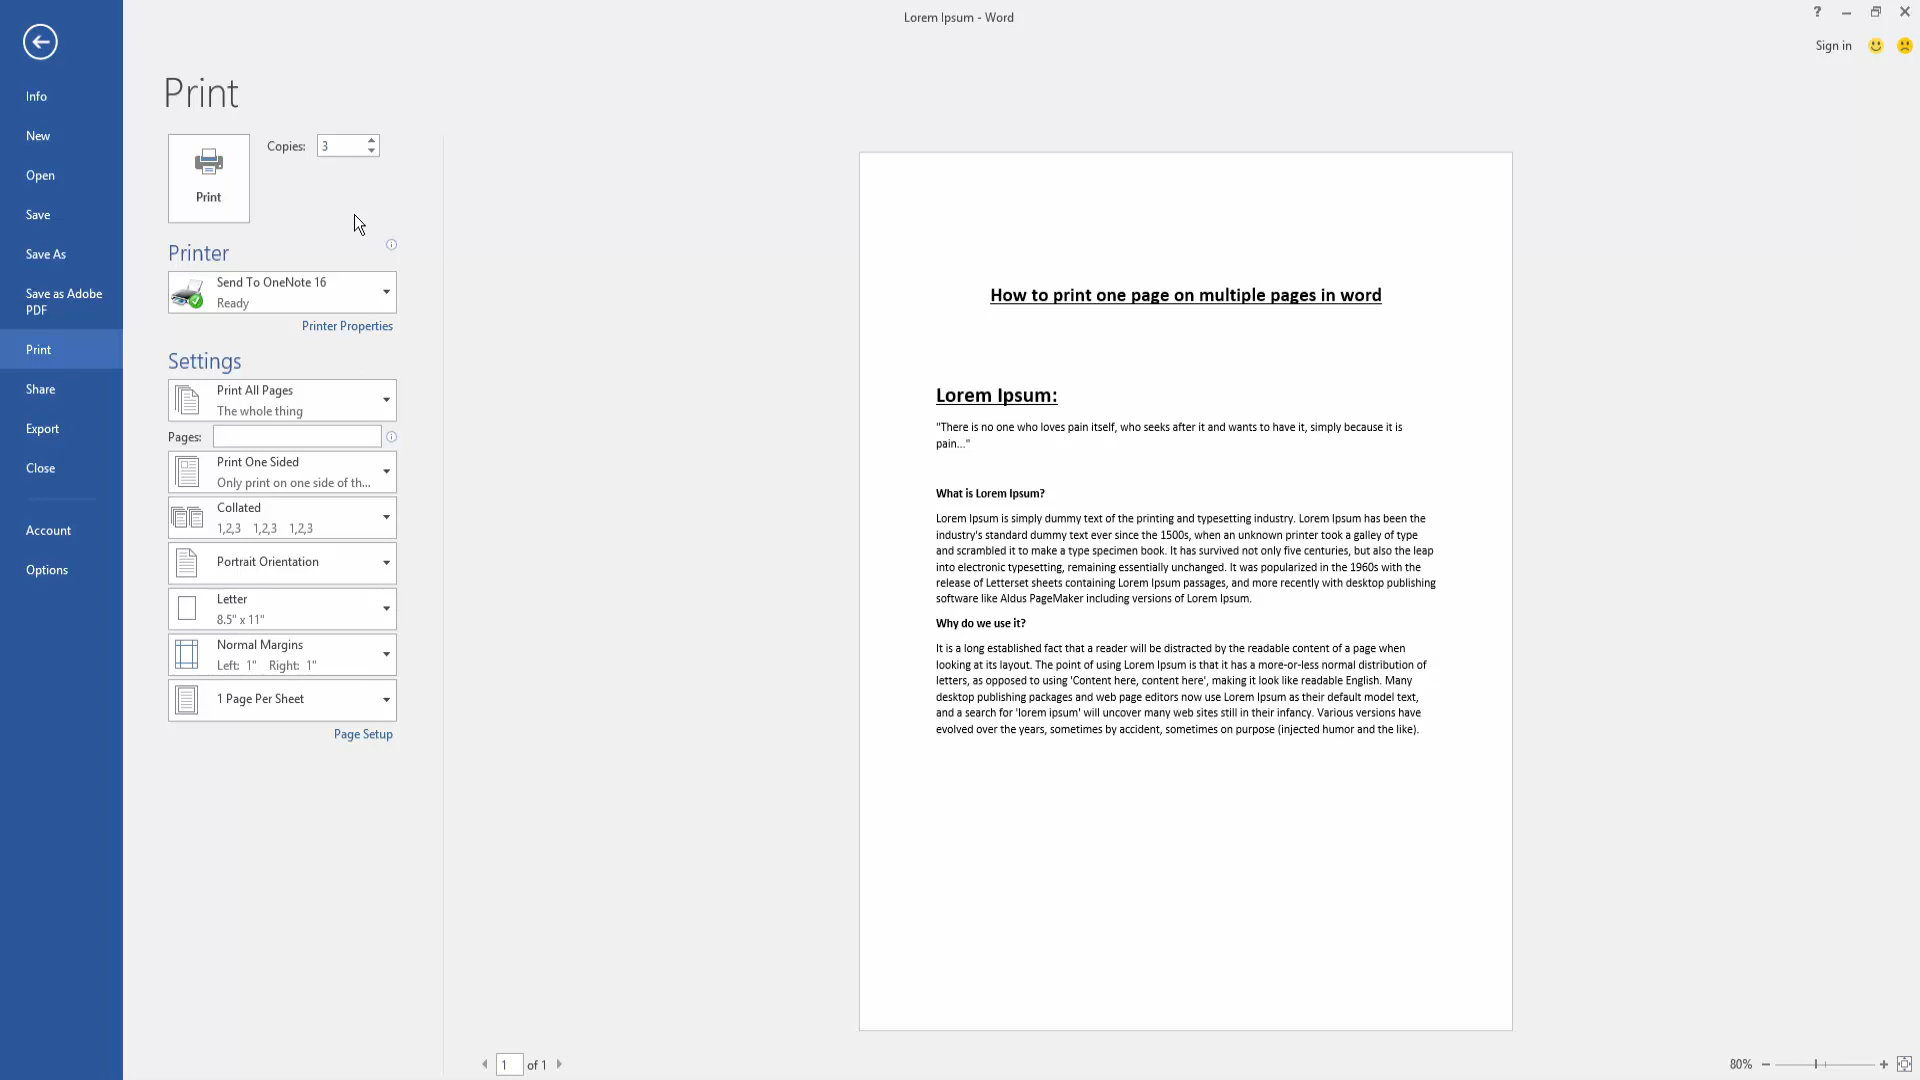 Lorem Ipsum - Word
?
Sign in
Info
New
Open
Save
Save As
Save as Adobe
PDF
Print
Share
Export
Close
Account
Options
Print
Print
Copies: 3
Printer
Send To OneNote 16
Ready
Printer Properties
Settings
Print All Pages
The whole thing
Pages:
Print One Sided
Only print on one side of th...
Collated
1,2,3 1,2,3 1,2,3
Portrait Orientation
Letter
8.5" x 11"
Normal Margins
Left: 1" Right: 1"
1 Page Per Sheet
Page Setup
How to print one page on multiple pages in word
Lorem Ipsum:
"There is no one who loves pain itself, who seeks after it and wants to have it, simply because it is
pain..."
What is Lorem Ipsum?
Lorem Ipsum is simply dummy text of the printing and typesetting industry. Lorem Ipsum has been the
industry's standard dummy text ever since the 1500s, when an unknown printer took a galley of type
and scrambled it to make a type specimen book. It has survived not only five centuries, but also the leap
into electronic typesetting, remaining essentially unchanged. It was popularized in the 1960s with the
release of Letterset sheets containing Lorem Ipsum passages, and more recently with desktop publishing
software like Aldus PageMaker including versions of Lorem Ipsum.
Why do we use it?
It is a long established fact that a reader will be distracted by the readable content of a page when
looking at its layout. The point of using Lorem Ipsum is that it has a more-or-less normal distribution of
letters, as opposed to using 'Content here, content here', making it look like readable English. Many
desktop publishing packages and web page editors now use Lorem Ipsum as their default model text,
and a search for 'lorem ipsum' will uncover many web sites still in their infancy. Various versions have
evolved over the years, sometimes by accident, sometimes on purpose (injected humor and the like).
1 of 1
80%